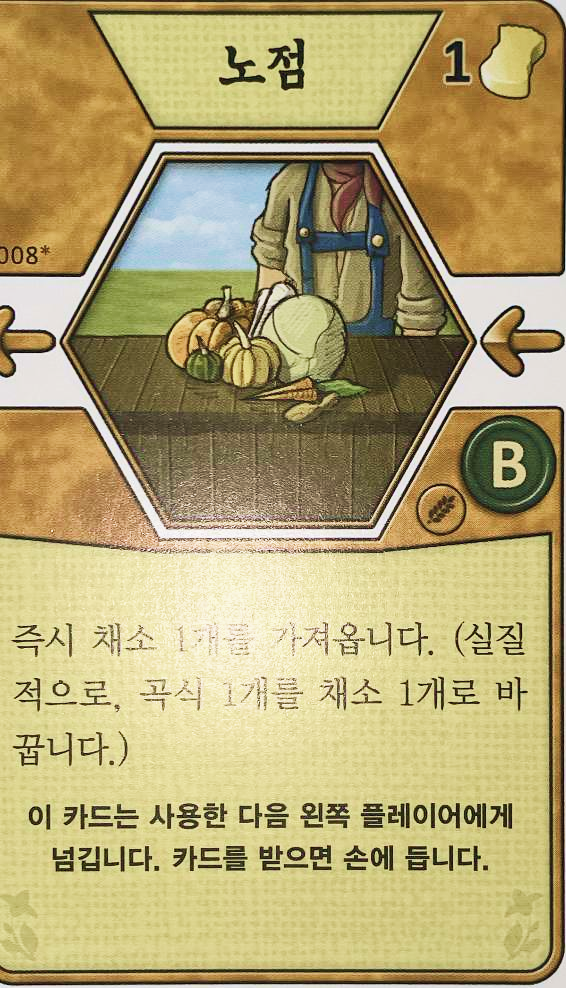 노점
1
008*
B
즉시 채소 1개를 가져옵니다. (실질
적으로, 곡식 1개를 채소 1개로 바
꿉니다.)
이 카드는 사용한 다음 왼쪽 플레이어에게
넘깁니다. 카드를 받으면 손에 듭니다.